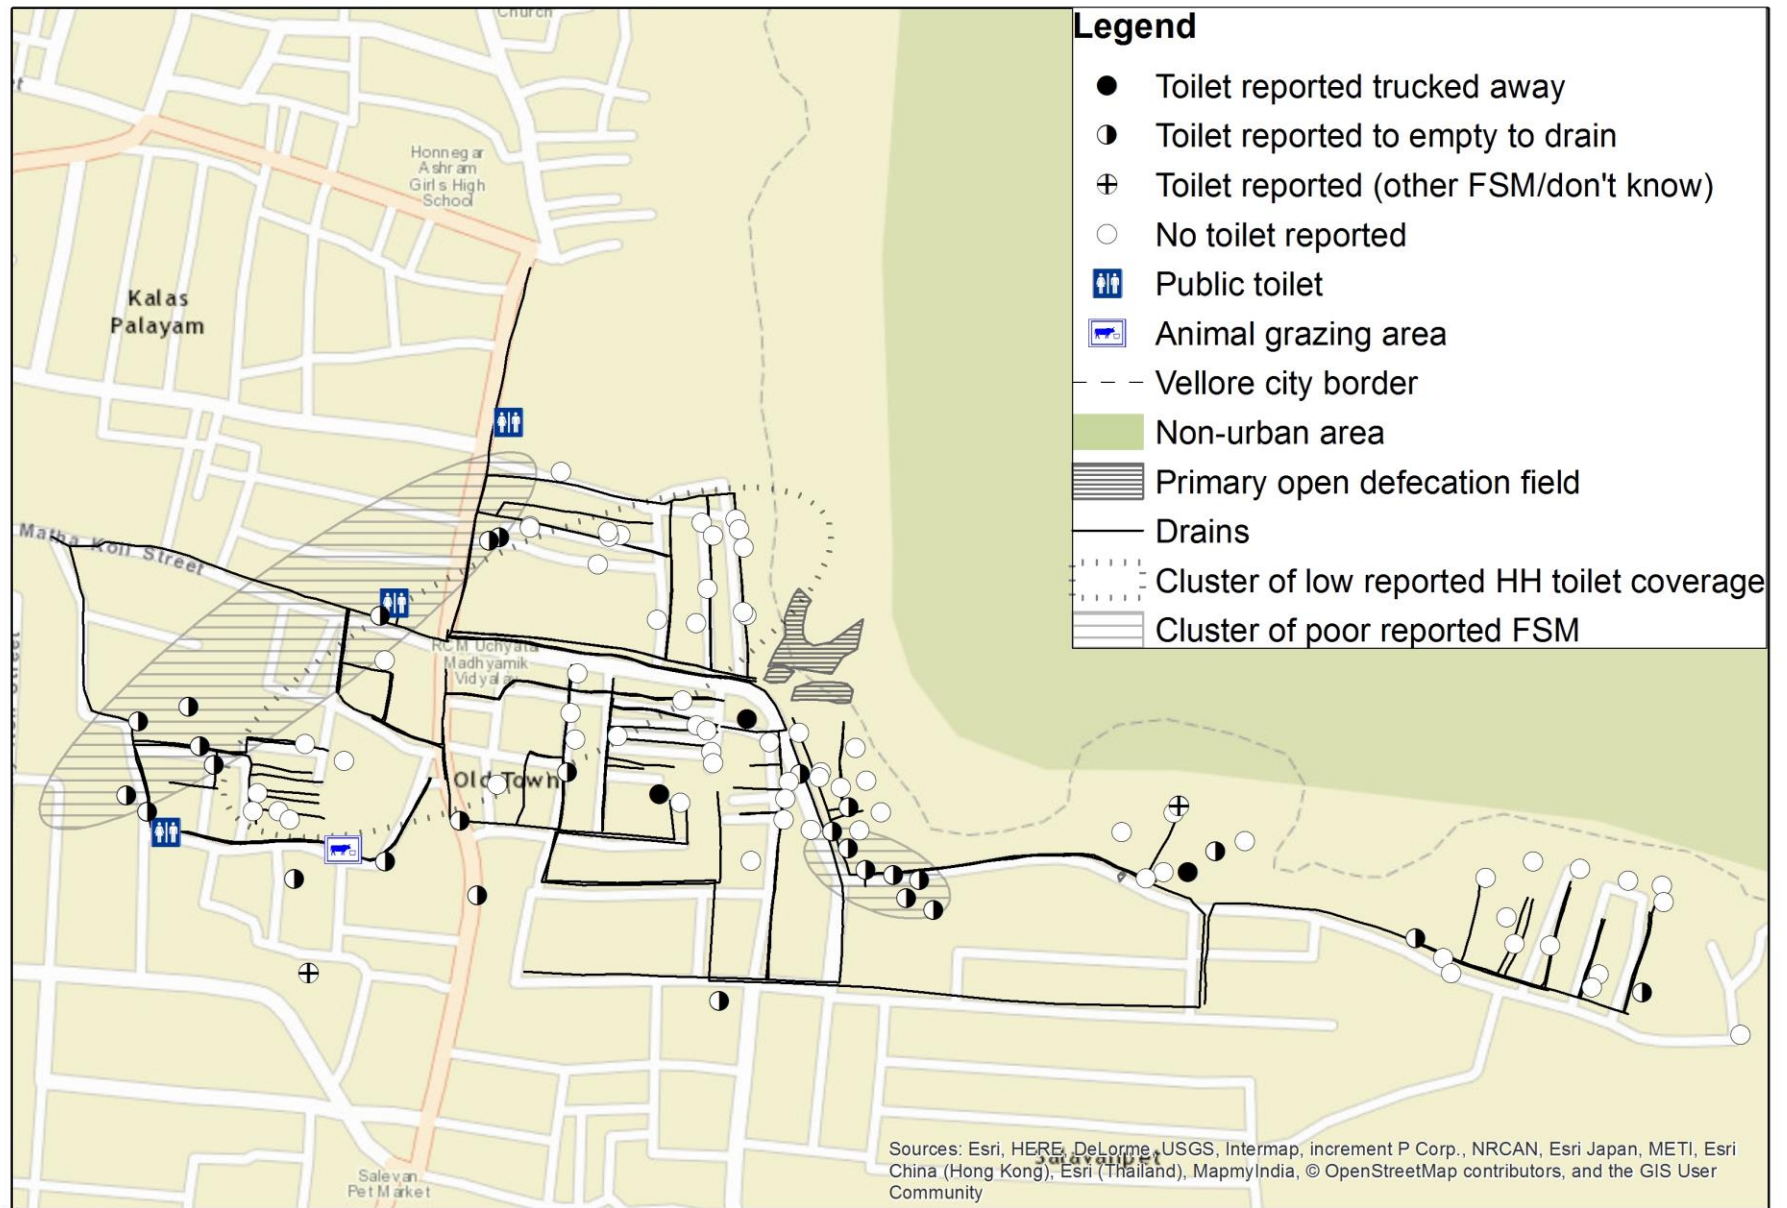 Church
Legend
Toilet reported trucked away
Toilet reported to empty to drain
Toilet reported (other FSM/don't know)
No toilet reported
Public toilet
Animal grazing area
Vellore city border
Non-urban area
Primary open defecation field
Drains
Cluster of low reported HH toilet coverage
Cluster of poor reported FSM
Honnegar
Ashram
Girls High
School
Kalas
Palayam
Matha Koil Street
Street
RCM Uchyata
Madhyamik
Vidyalay
Old Town
Salevan
Pet Market
Sources: Esri, HERE, DeLorme, USGS, Intermap, increment P Corp., NRCAN, Esri Japan, METI, Esri
China (Hong Kong), Esri (Thailand), MapmyIndia, © OpenStreetMap contributors, and the GIS User
Community